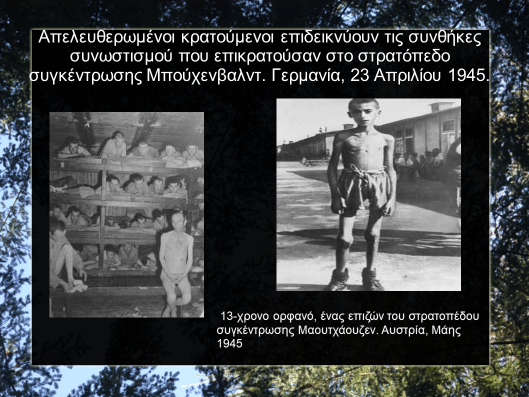 Απελευθερωμένοι κρατούμενοι επιδεικνύουν τις συνθήκες
συνωστισμού που επικρατούσαν στο στρατόπεδο
συγκέντρωσης Μπούχενβαλντ. Γερμανία, 23 Απριλίου 1945.
13-χρονο ορφανό, ένας επιζών του στρατοπέδου
συγκέντρωσης Μαουτχάουζεν. Αυστρία, Μάης
1945